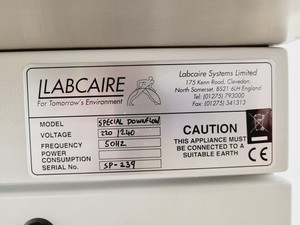 LABCAIRE
For Tomorrow's Environment
Labcaire Systems Limited
175 Kenn Road, Clevedon,
North Somerset, BS21 6LH England
Tel: (01275) 793000
Fax: (01275) 341313
MODEL SPECIAL DOWNFLOW
VOLTAGE 220/240
FREQUENCY 50HZ
POWER CONSUMPTION
SERIAL No. SP-239
CAUTION
THIS APPLIANCE MUST
BE CONNECTED TO A
SUITABLE EARTH
CE